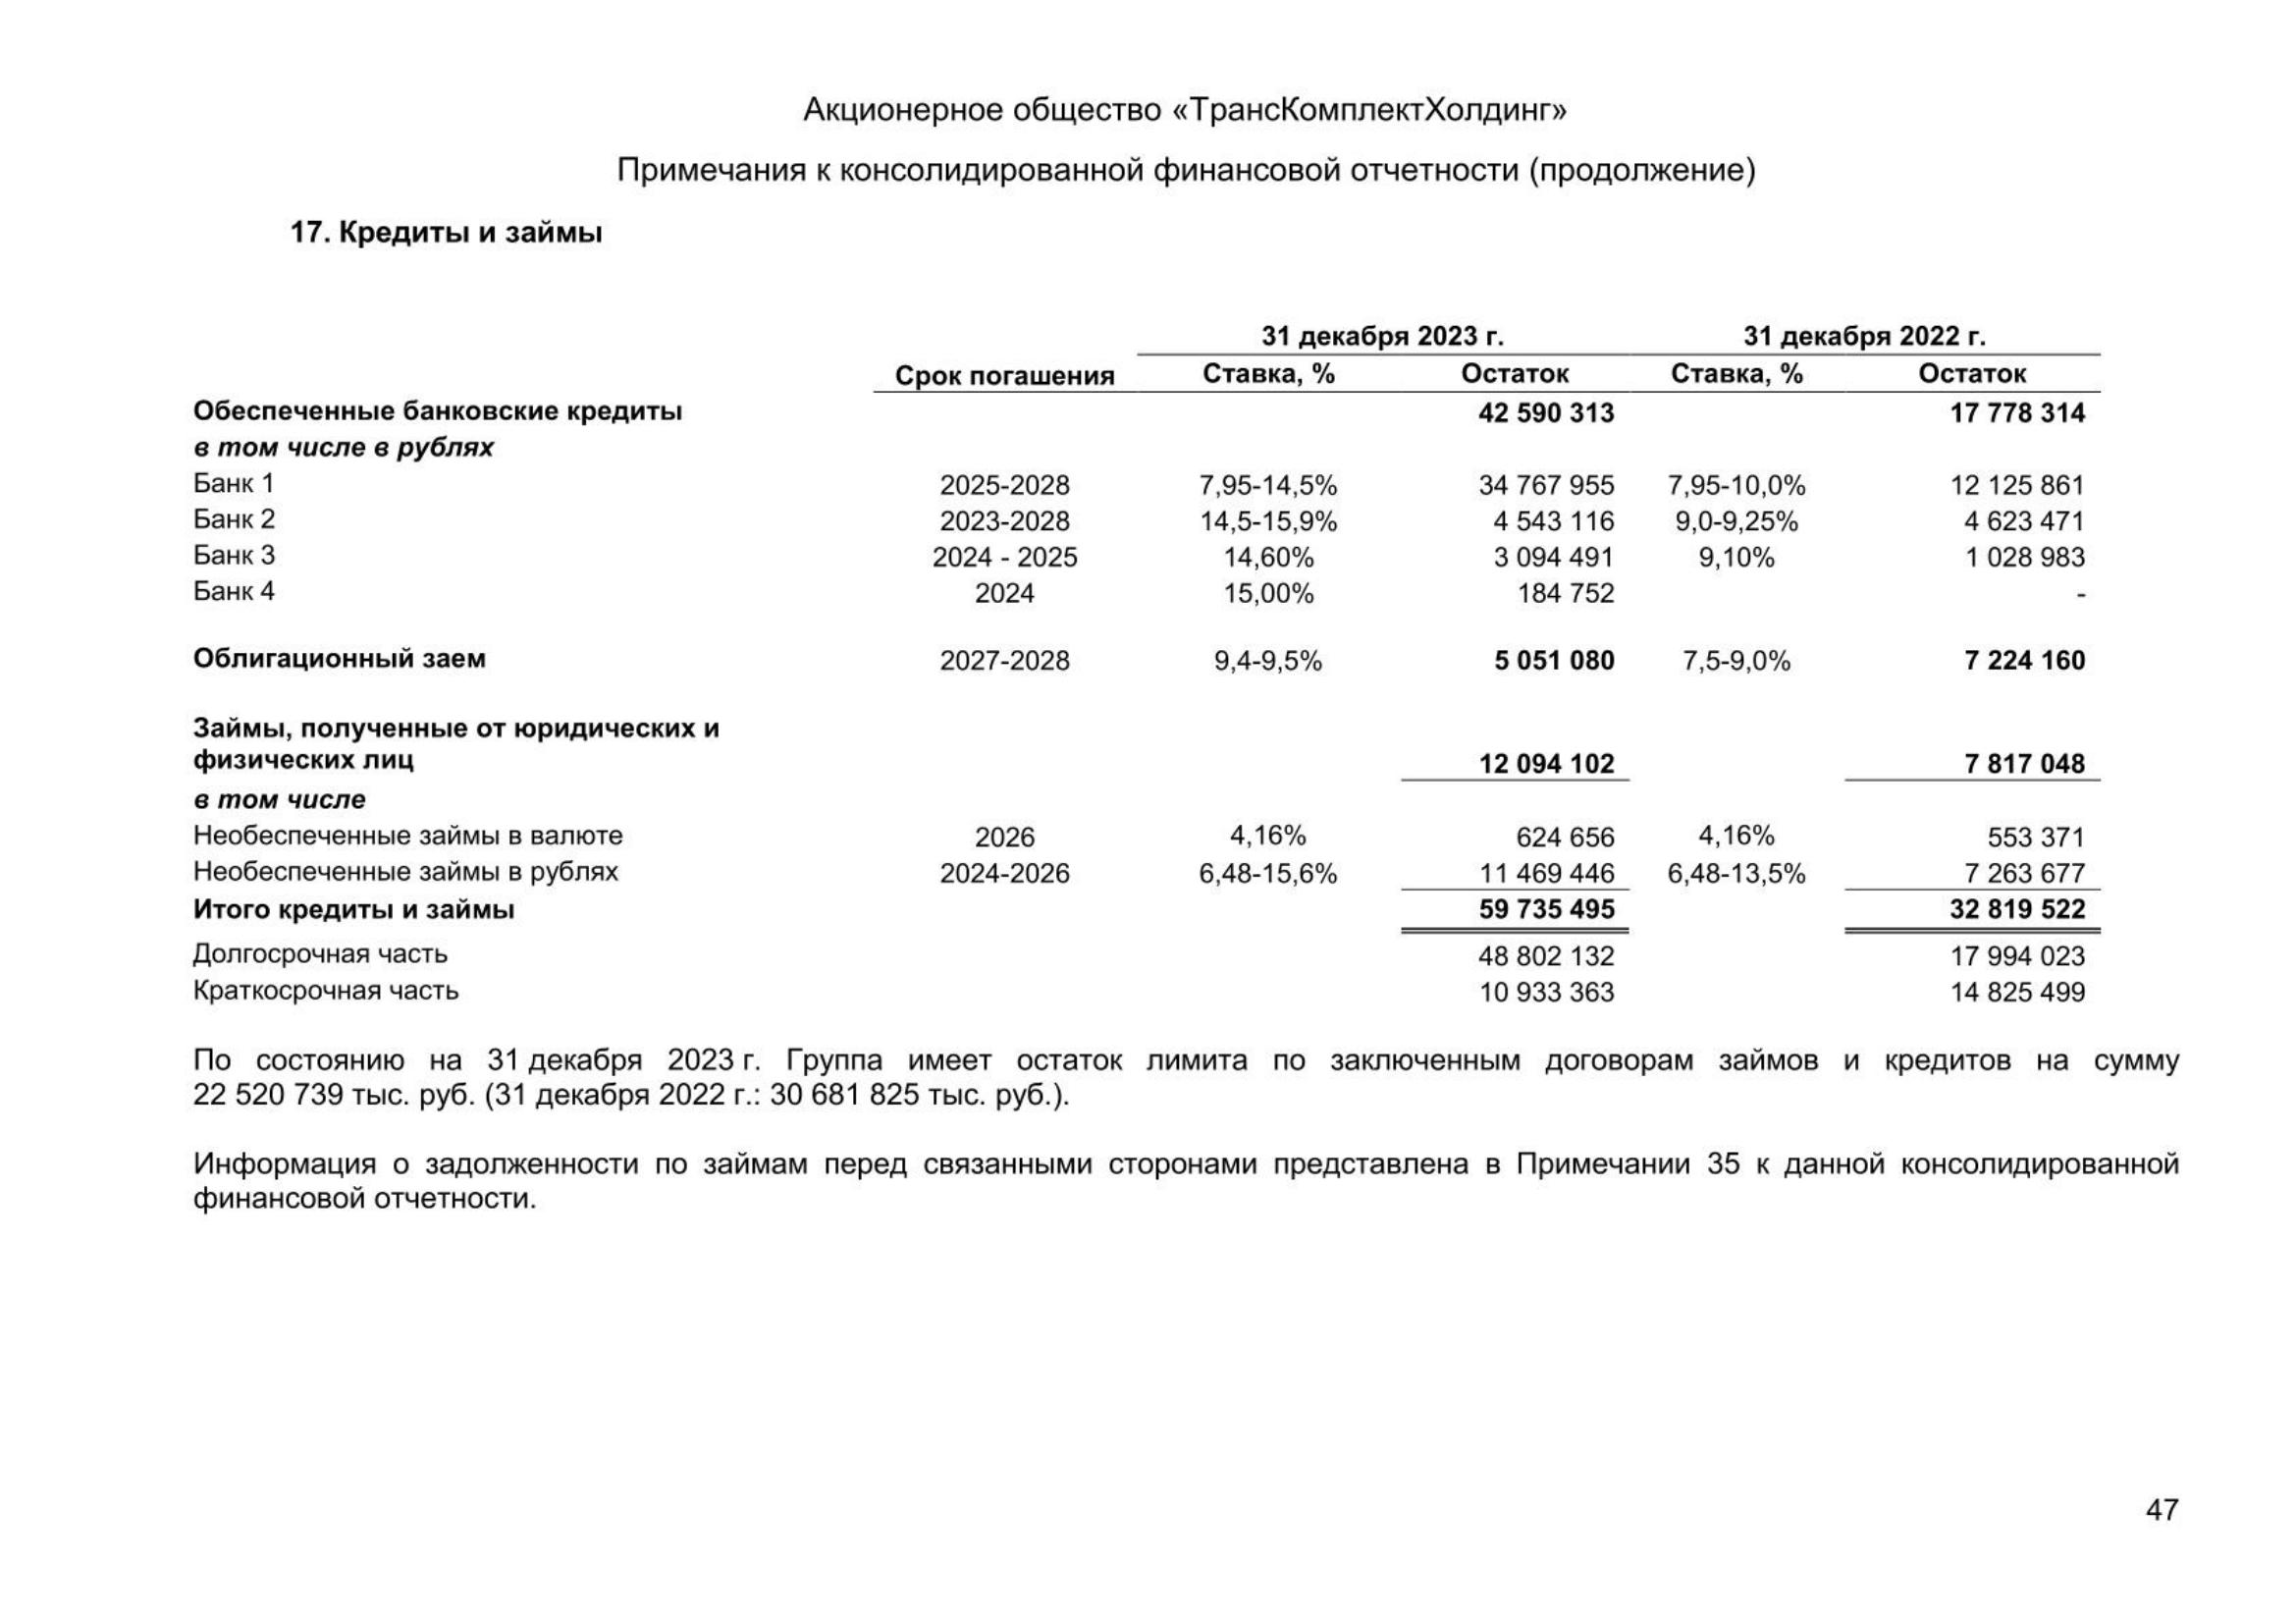 Акционерное общество «ТрансКомплектХолдинг»
Примечания к консолидированной финансовой отчетности (продолжение)
17. Кредиты и займы
31 декабря 2023 г. 31 декабря 2022 г.
Срок погашения Ставка, % Остаток Ставка, % Остаток
Обеспеченные банковские кредиты 42 590 313 17 778 314
в том числе в рублях
Банк 1 2025-2028 7,95-14,5% 34 767 955 7,95-10,0% 12 125 861
Банк 2 2023-2028 14,5-15,9% 4 543 116 9,0-9,25% 4 623 471
Банк 3 2024 - 2025 14,60% 3 094 491 9,10% 1 028 983
Банк 4 2024 15,00% 184 752 -
Облигационный заем 2027-2028 9,4-9,5% 5 051 080 7,5-9,0% 7 224 160
Займы, полученные от юридических и
физических лиц 12 094 102 7 817 048
в том числе
Необеспеченные займы в валюте 2026 4,16% 624 656 4,16% 553 371
Необеспеченные займы в рублях 2024-2026 6,48-15,6% 11 469 446 6,48-13,5% 7 263 677
Итого кредиты и займы 59 735 495 32 819 522
Долгосрочная часть 48 802 132 17 994 023
Краткосрочная часть 10 933 363 14 825 499
По состоянию на 31 декабря 2023 г. Группа имеет остаток лимита по заключенным договорам займов и кредитов на сумму
22 520 739 тыс. руб. (31 декабря 2022 г.: 30 681 825 тыс. руб.).
Информация о задолженности по займам перед связанными сторонами представлена в Примечании 35 к данной консолидированной
финансовой отчетности.
47